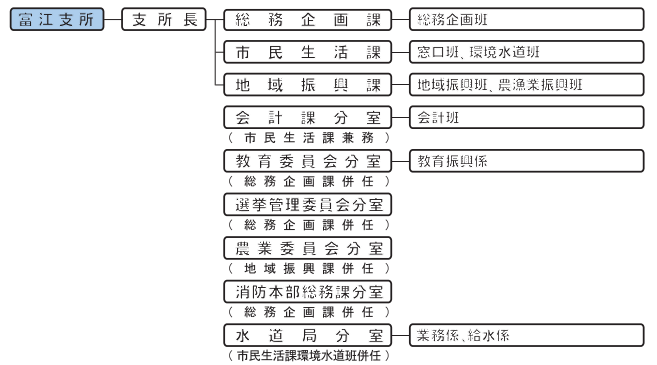 富江支所 支所長 総務企画課 総務企画班
市民生活課 窓口班、環境水道班
地域振興課 地域振興班、農漁業振興班
会計課分室 会計班
（市民生活課兼務）
教育委員会分室 教育振興係
（総務企画課併任）
選挙管理委員会分室
（総務企画課併任）
農業委員会分室
（地域振興課併任）
消防本部総務課分室
（総務企画課併任）
水道局分室 業務係、給水係
（市民生活課環境水道班併任）